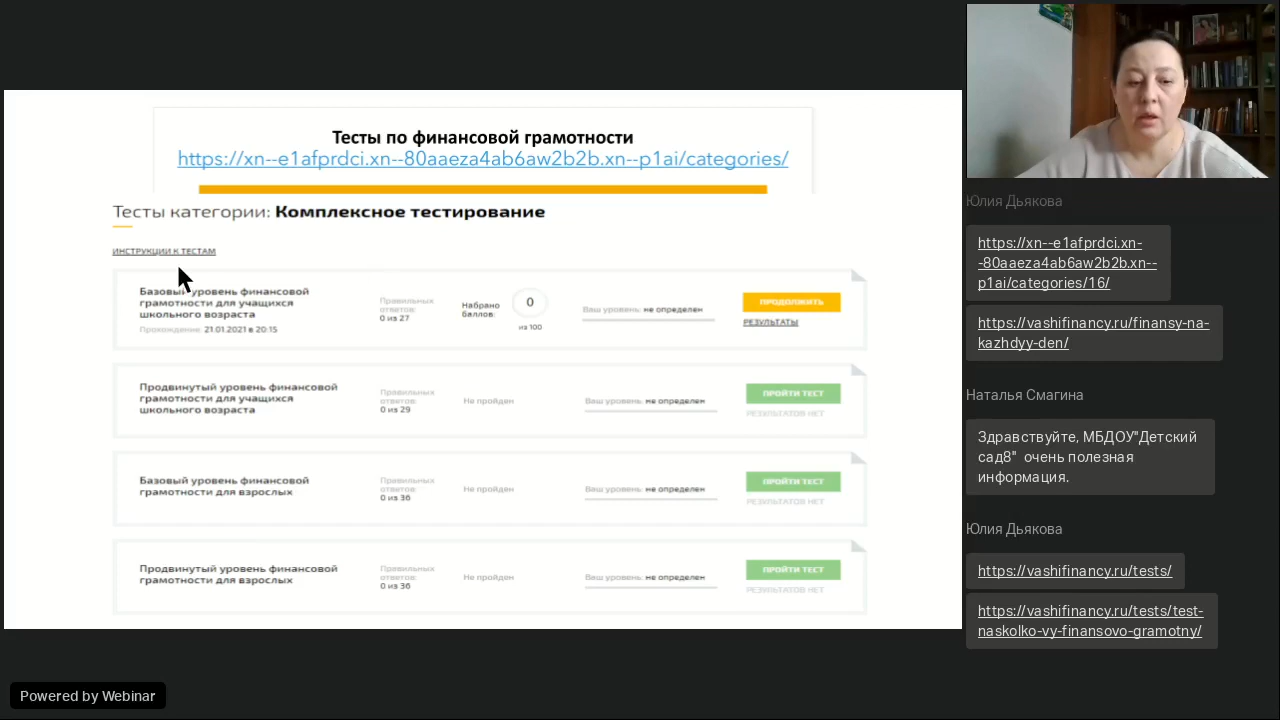 Тесты по финансовой грамотности
https://xn--e1afprdci.xn--80aaeza4ab6aw2b2b.xn--p1ai/categories/
Тесты категории: Комплексное тестирование
ИНСТРУКЦИИ К ТЕСТАМ
Базовый уровень финансовой
грамотности для учащихся
школьного возраста
Прохождение: 21.01.2021 в 20:15
Правильных
ответов:
0 из 27
Набрано
баллов:
0
из 100
Ваш уровень: не определен
ПРОДОЛЖИТЬ
РЕЗУЛЬТАТЫ
Продвинутый уровень финансовой
грамотности для учащихся
школьного возраста
Правильных
ответов:
0 из 29
Не пройден
Ваш уровень: не определен
ПРОЙТИ ТЕСТ
РЕЗУЛЬТАТОВ НЕТ
Базовый уровень финансовой
грамотности для взрослых
Правильных
ответов:
0 из 36
Не пройден
Ваш уровень: не определен
ПРОЙТИ ТЕСТ
РЕЗУЛЬТАТОВ НЕТ
Продвинутый уровень финансовой
грамотности для взрослых
Правильных
ответов:
0 из 36
Не пройден
Ваш уровень: не определен
ПРОЙТИ ТЕСТ
РЕЗУЛЬТАТОВ НЕТ
Юлия Дьякова
https://xn--e1afprdci.xn-
-80aaeza4ab6aw2b2b.xn--
p1ai/categories/16/
https://vashifinancy.ru/finansy-na-
kazhdyy-den/
Наталья Смагина
Здравствуйте, МБДОУ"Детский
сад8" очень полезная
информация.
Юлия Дьякова
https://vashifinancy.ru/tests/
https://vashifinancy.ru/tests/test-
naskolko-vy-finansovo-gramotny/
Powered by Webinar